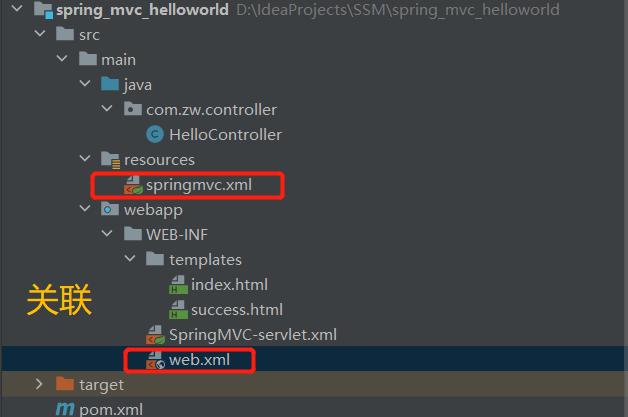 spring_mvc_helloworld D:\IdeaProjects\SSM\spring_mvc_helloworld
src
main
java
com.zw.controller
HelloController
resources
springmvc.xml
webapp
WEB-INF
templates
index.html
关联
success.html
SpringMVC-servlet.xml
web.xml
target
pom.xml